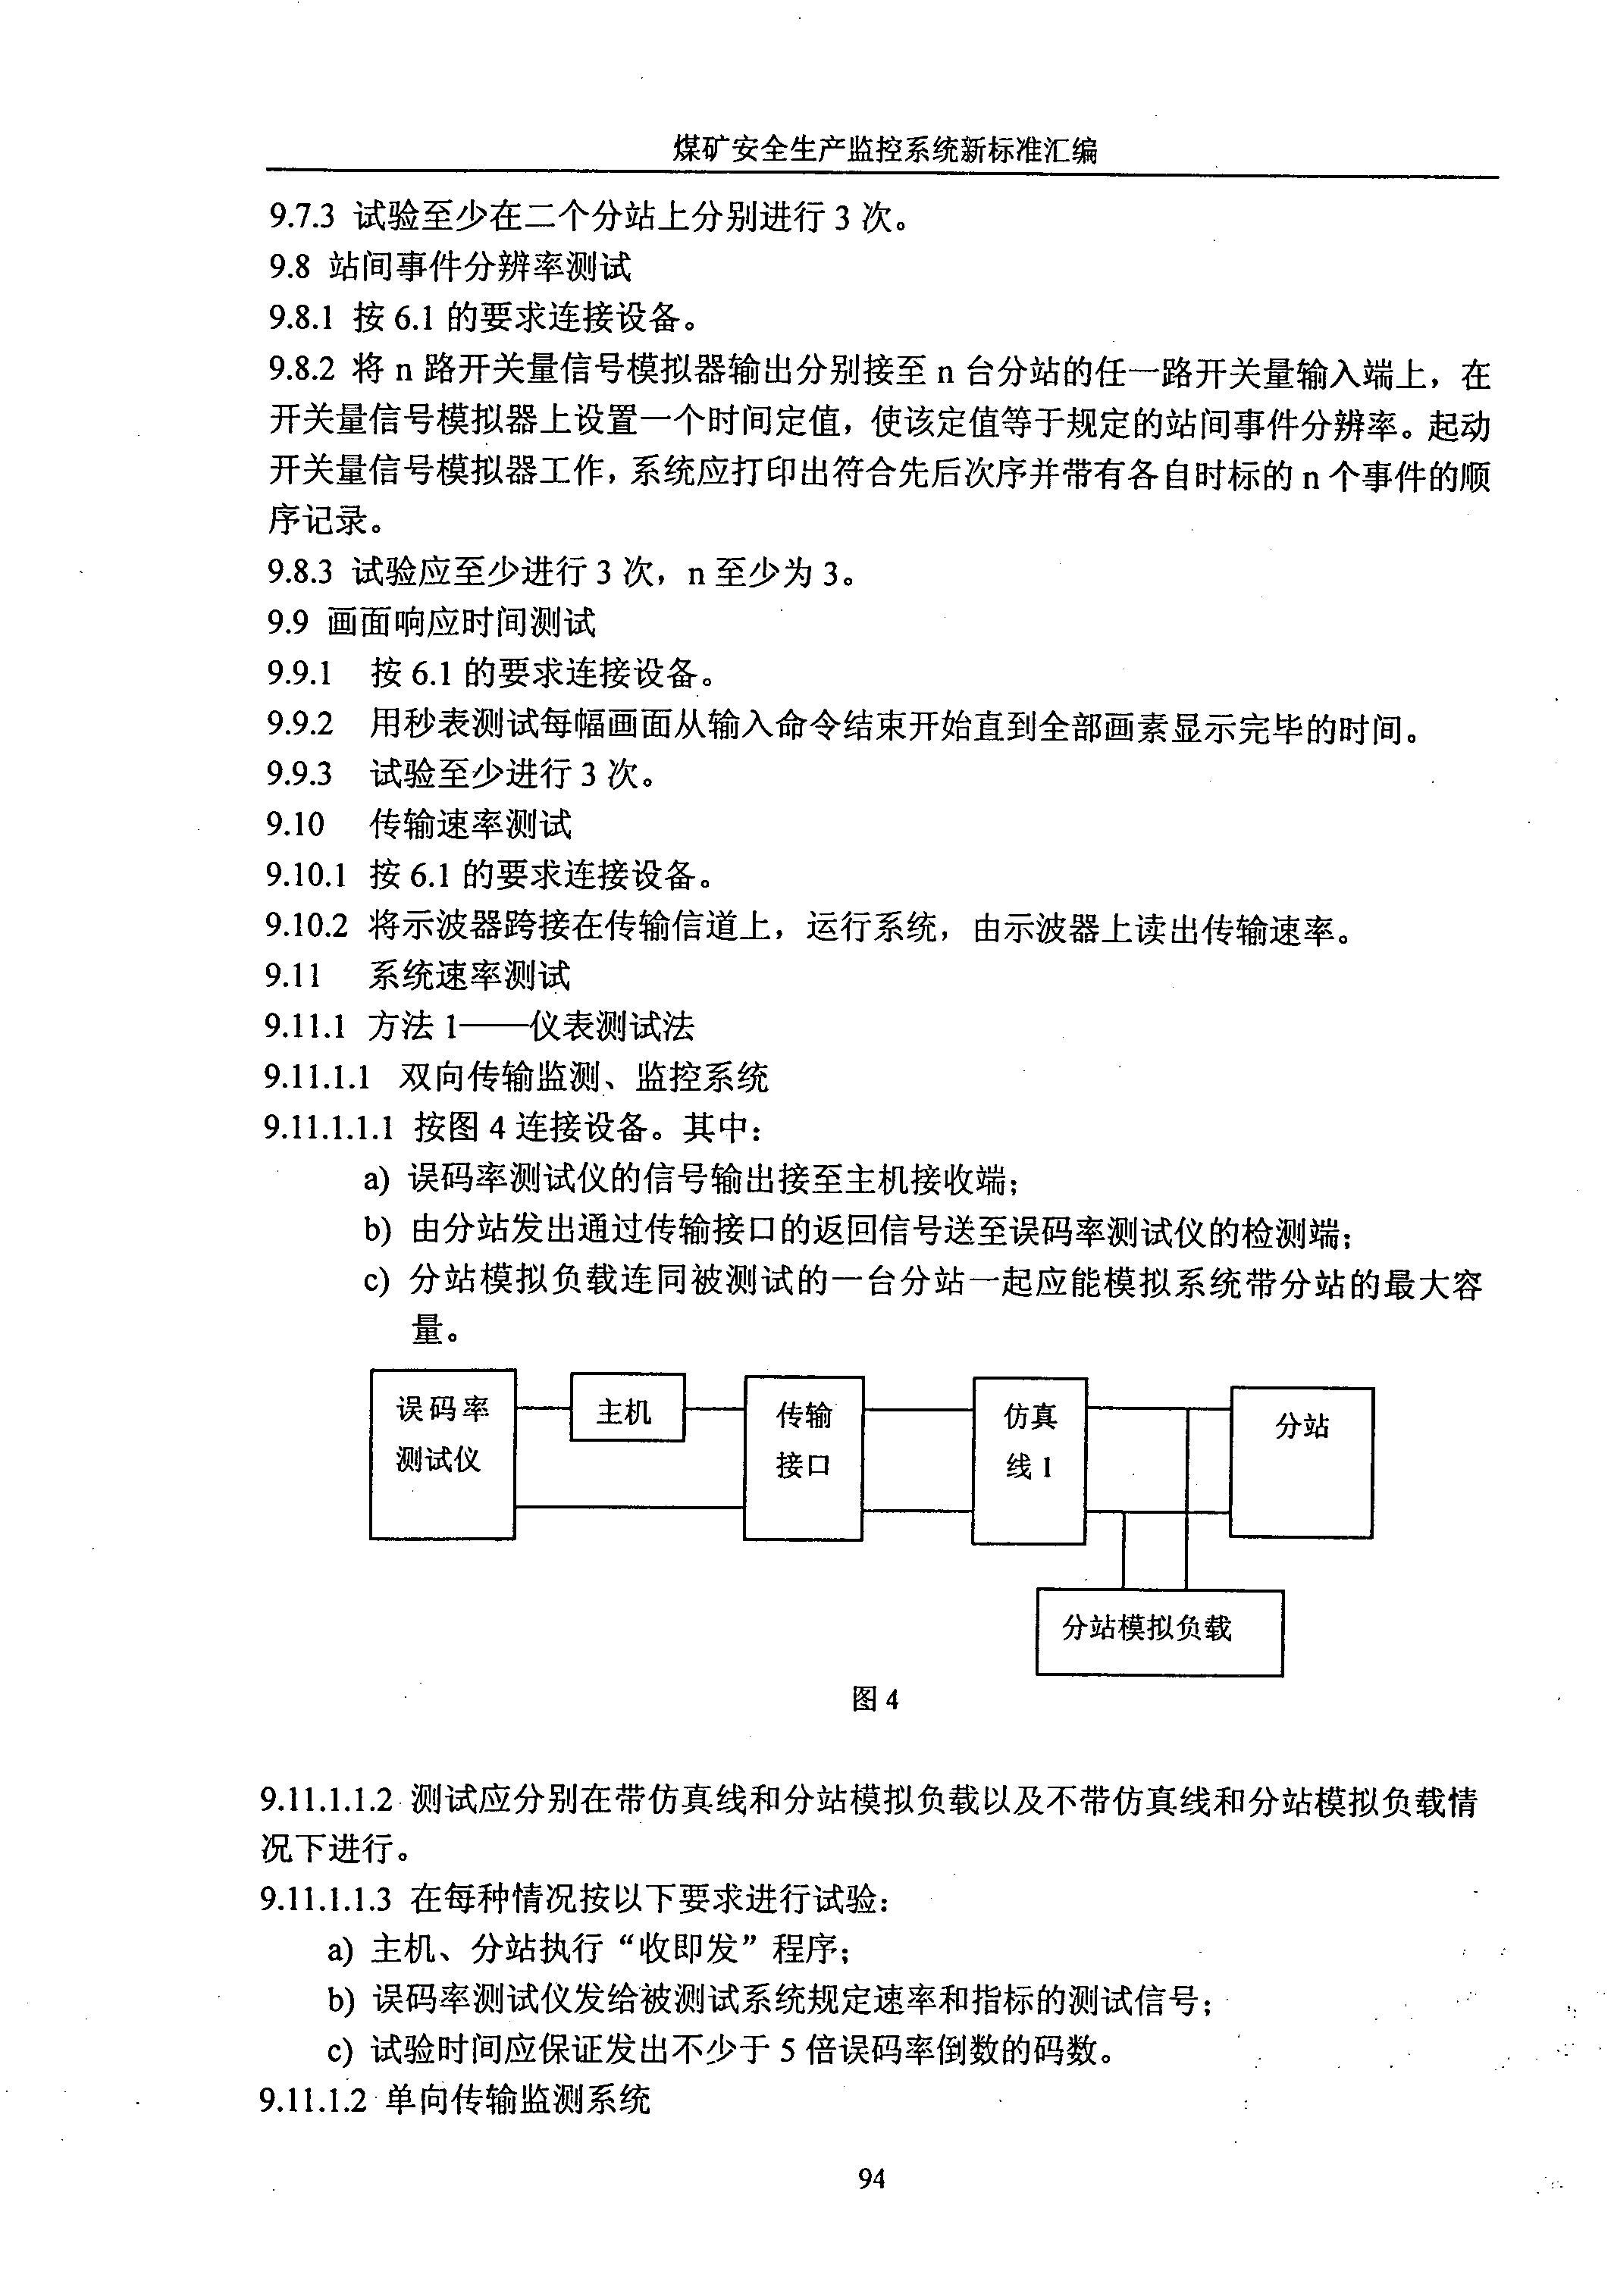 煤矿安全生产监控系统新标准汇编
9.7.3 试验至少在二个分站上分别进行 3 次。
9.8 站间事件分辨率测试
9.8.1 按 6.1 的要求连接设备。
9.8.2 将 n 路开关量信号模拟器输出分别接至 n 台分站的任一路开关量输入端上，在
开关量信号模拟器上设置一个时间定值，使该定值等于规定的站间事件分辨率。起动
开关量信号模拟器工作，系统应打印出符合先后次序并带有各自时标的 n 个事件的顺
序记录。
9.8.3 试验应至少进行 3 次，n 至少为 3。
9.9 画面响应时间测试
9.9.1 按 6.1 的要求连接设备。
9.9.2 用秒表测试每幅画面从输入命令结束开始直到全部画素显示完毕的时间。
9.9.3 试验至少进行 3 次。
9.10 传输速率测试
9.10.1 按 6.1 的要求连接设备。
9.10.2 将示波器跨接在传输信道上，运行系统，由示波器上读出传输速率。
9.11 系统速率测试
9.11.1 方法 1——仪表测试法
9.11.1.1 双向传输监测、监控系统
9.11.1.1.1 按图 4 连接设备。其中：
a) 误码率测试仪的信号输出接至主机接收端；
b) 由分站发出通过传输接口的返回信号送至误码率测试仪的检测端；
c) 分站模拟负载连同被测试的一台分站一起应能模拟系统带分站的最大容
量。
误码率
测试仪
主机
传输
接口
仿真
线 1
分站
分站模拟负载
图 4
9.11.1.1.2 测试应分别在带仿真线和分站模拟负载以及不带仿真线和分站模拟负载情
况下进行。
9.11.1.1.3 在每种情况按以下要求进行试验：
a) 主机、分站执行“收即发”程序；
b) 误码率测试仪发给被测试系统规定速率和指标的测试信号；
c) 试验时间应保证发出不少于 5 倍误码率倒数的码数。
9.11.1.2 单向传输监测系统
94